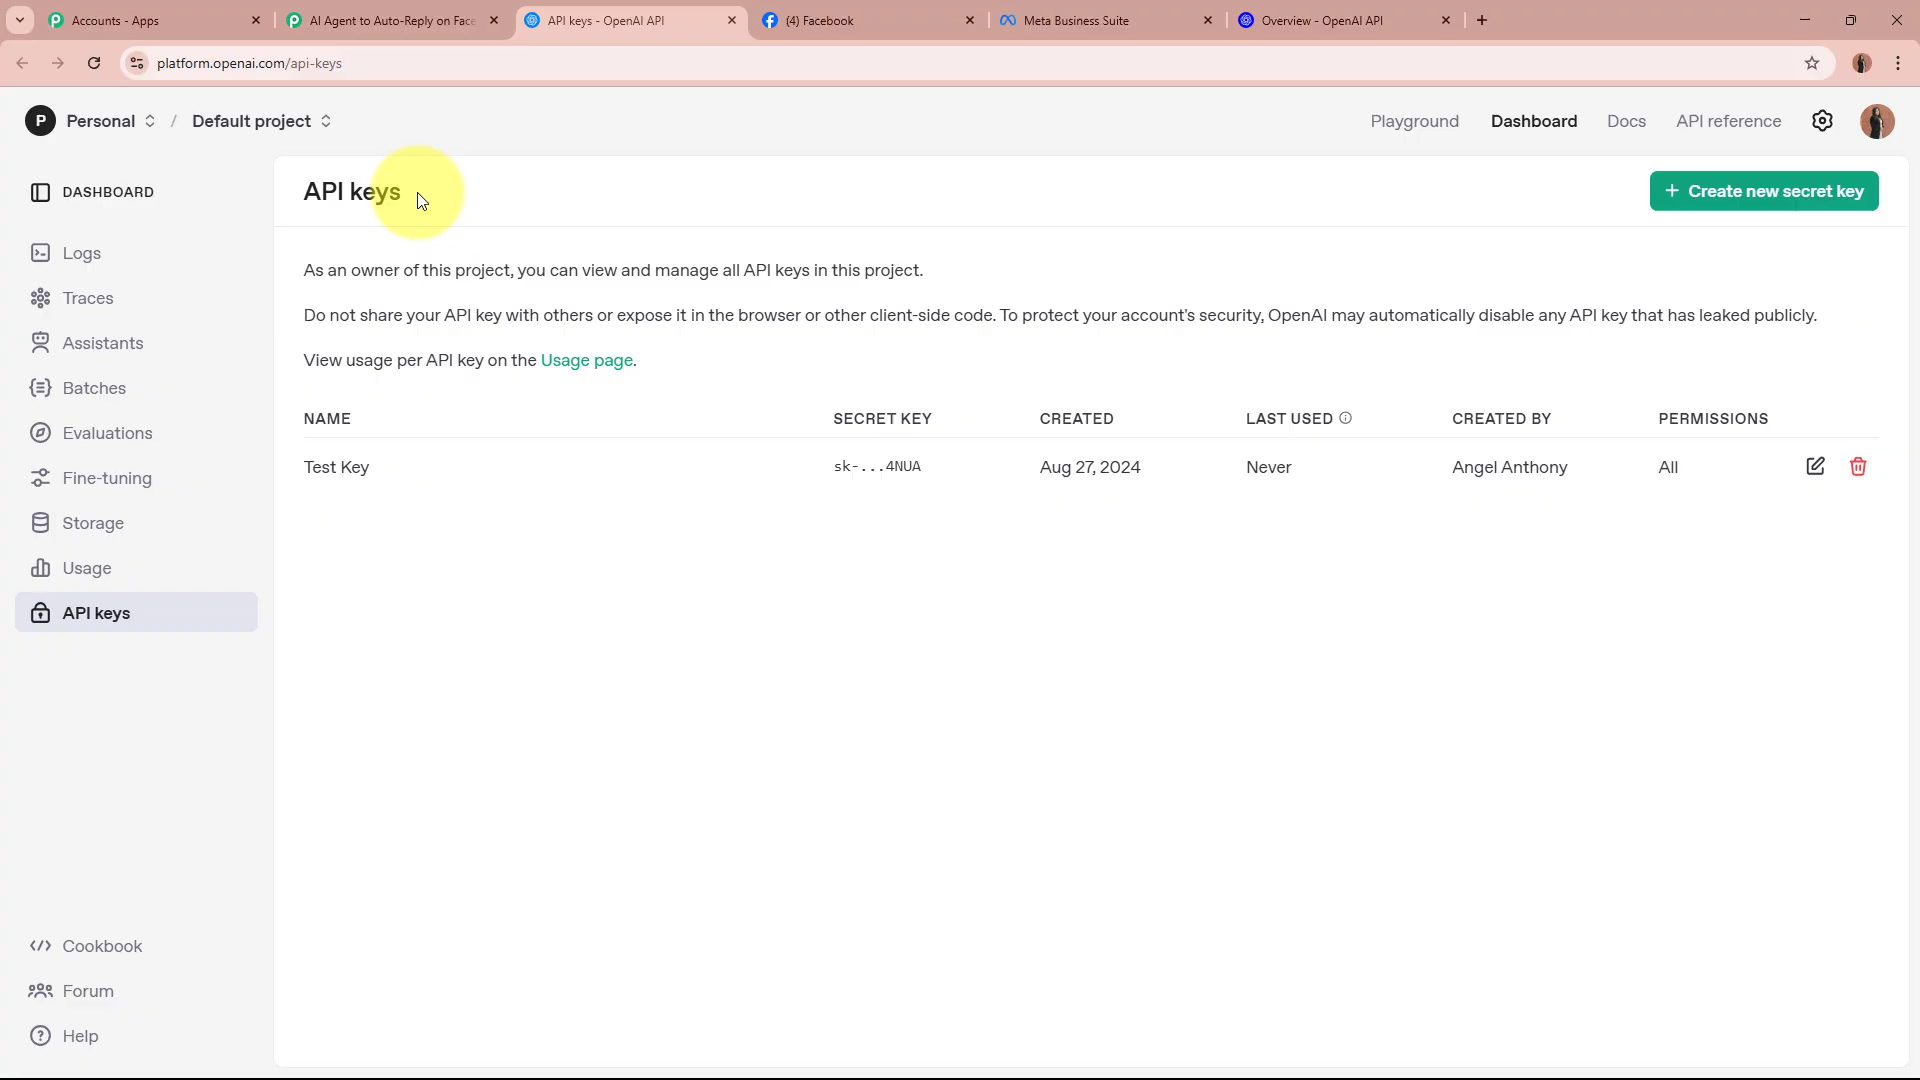 Accounts - Apps
AI Agent to Auto-Reply on Face
API keys - OpenAI API
(4) Facebook
Meta Business Suite
Overview - OpenAI API
platform.openai.com/api-keys
P Personal / Default project
Playground
Dashboard
Docs
API reference
DASHBOARD
Logs
Traces
Assistants
Batches
Evaluations
Fine-tuning
Storage
Usage
API keys
Cookbook
Forum
Help
API keys
+ Create new secret key
As an owner of this project, you can view and manage all API keys in this project.
Do not share your API key with others or expose it in the browser or other client-side code. To protect your account's security, OpenAI may automatically disable any API key that has leaked publicly.
View usage per API key on the Usage page.
NAME SECRET KEY CREATED LAST USED CREATED BY PERMISSIONS
Test Key sk-...4NUA Aug 27, 2024 Never Angel Anthony All